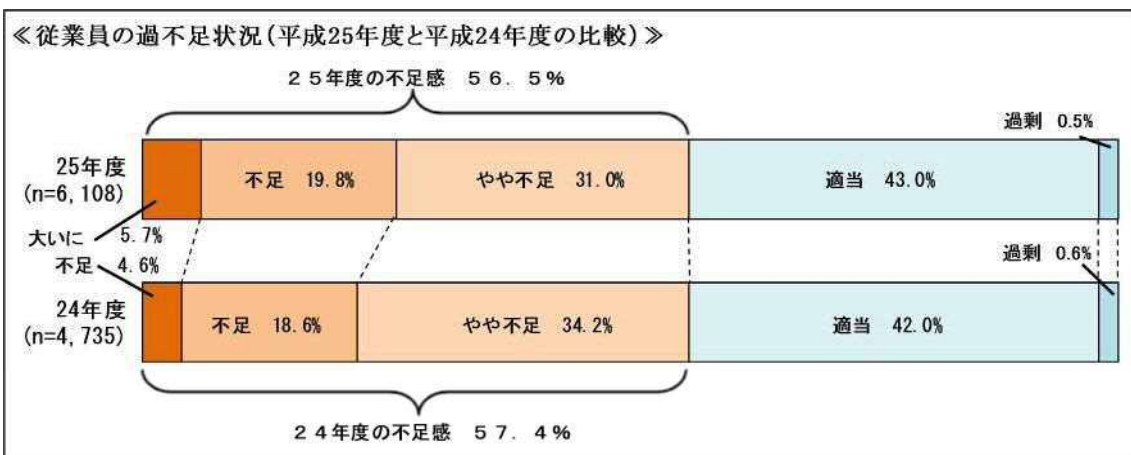 ≪従業員の過不足状況(平成25年度と平成24年度の比較)≫
25年度の不足感 56.5%
過剰 0.5%
25年度
(n=6,108)
不足 19.8%
やや不足 31.0%
適当 43.0%
大いに
不足
5.7%
4.6%
過剰 0.6%
24年度
(n=4,735)
不足 18.6%
やや不足 34.2%
適当 42.0%
24年度の不足感 57.4%